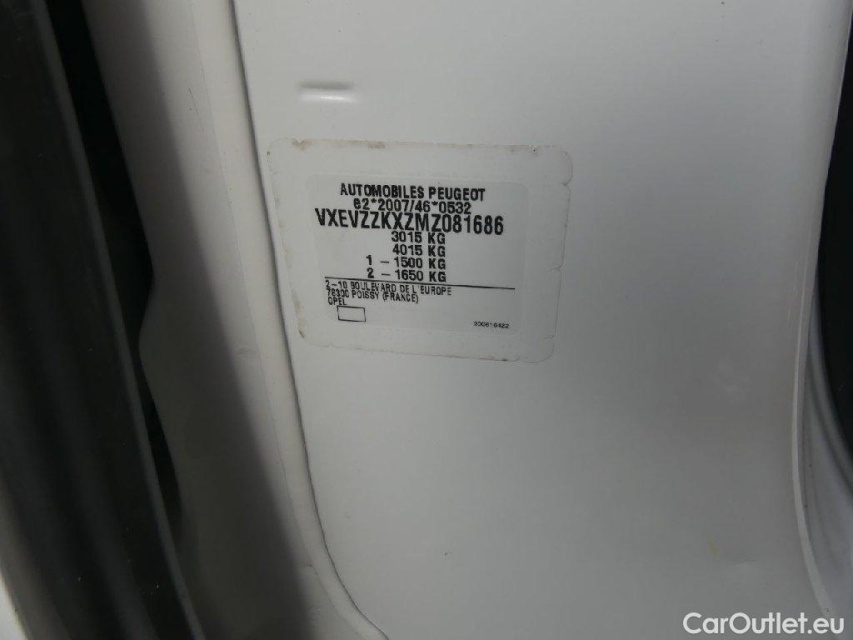 AUTOMOBILES PEUGEOT
e2*2007/46*0532
VXEVZZKXZMZ081686
3015 KG
4015 KG
1 - 1500 KG
2 - 1650 KG
2-10 BOULEVARD DE L'EUROPE
78300 POISSY (FRANCE)
OPEL
CarOutlet.eu